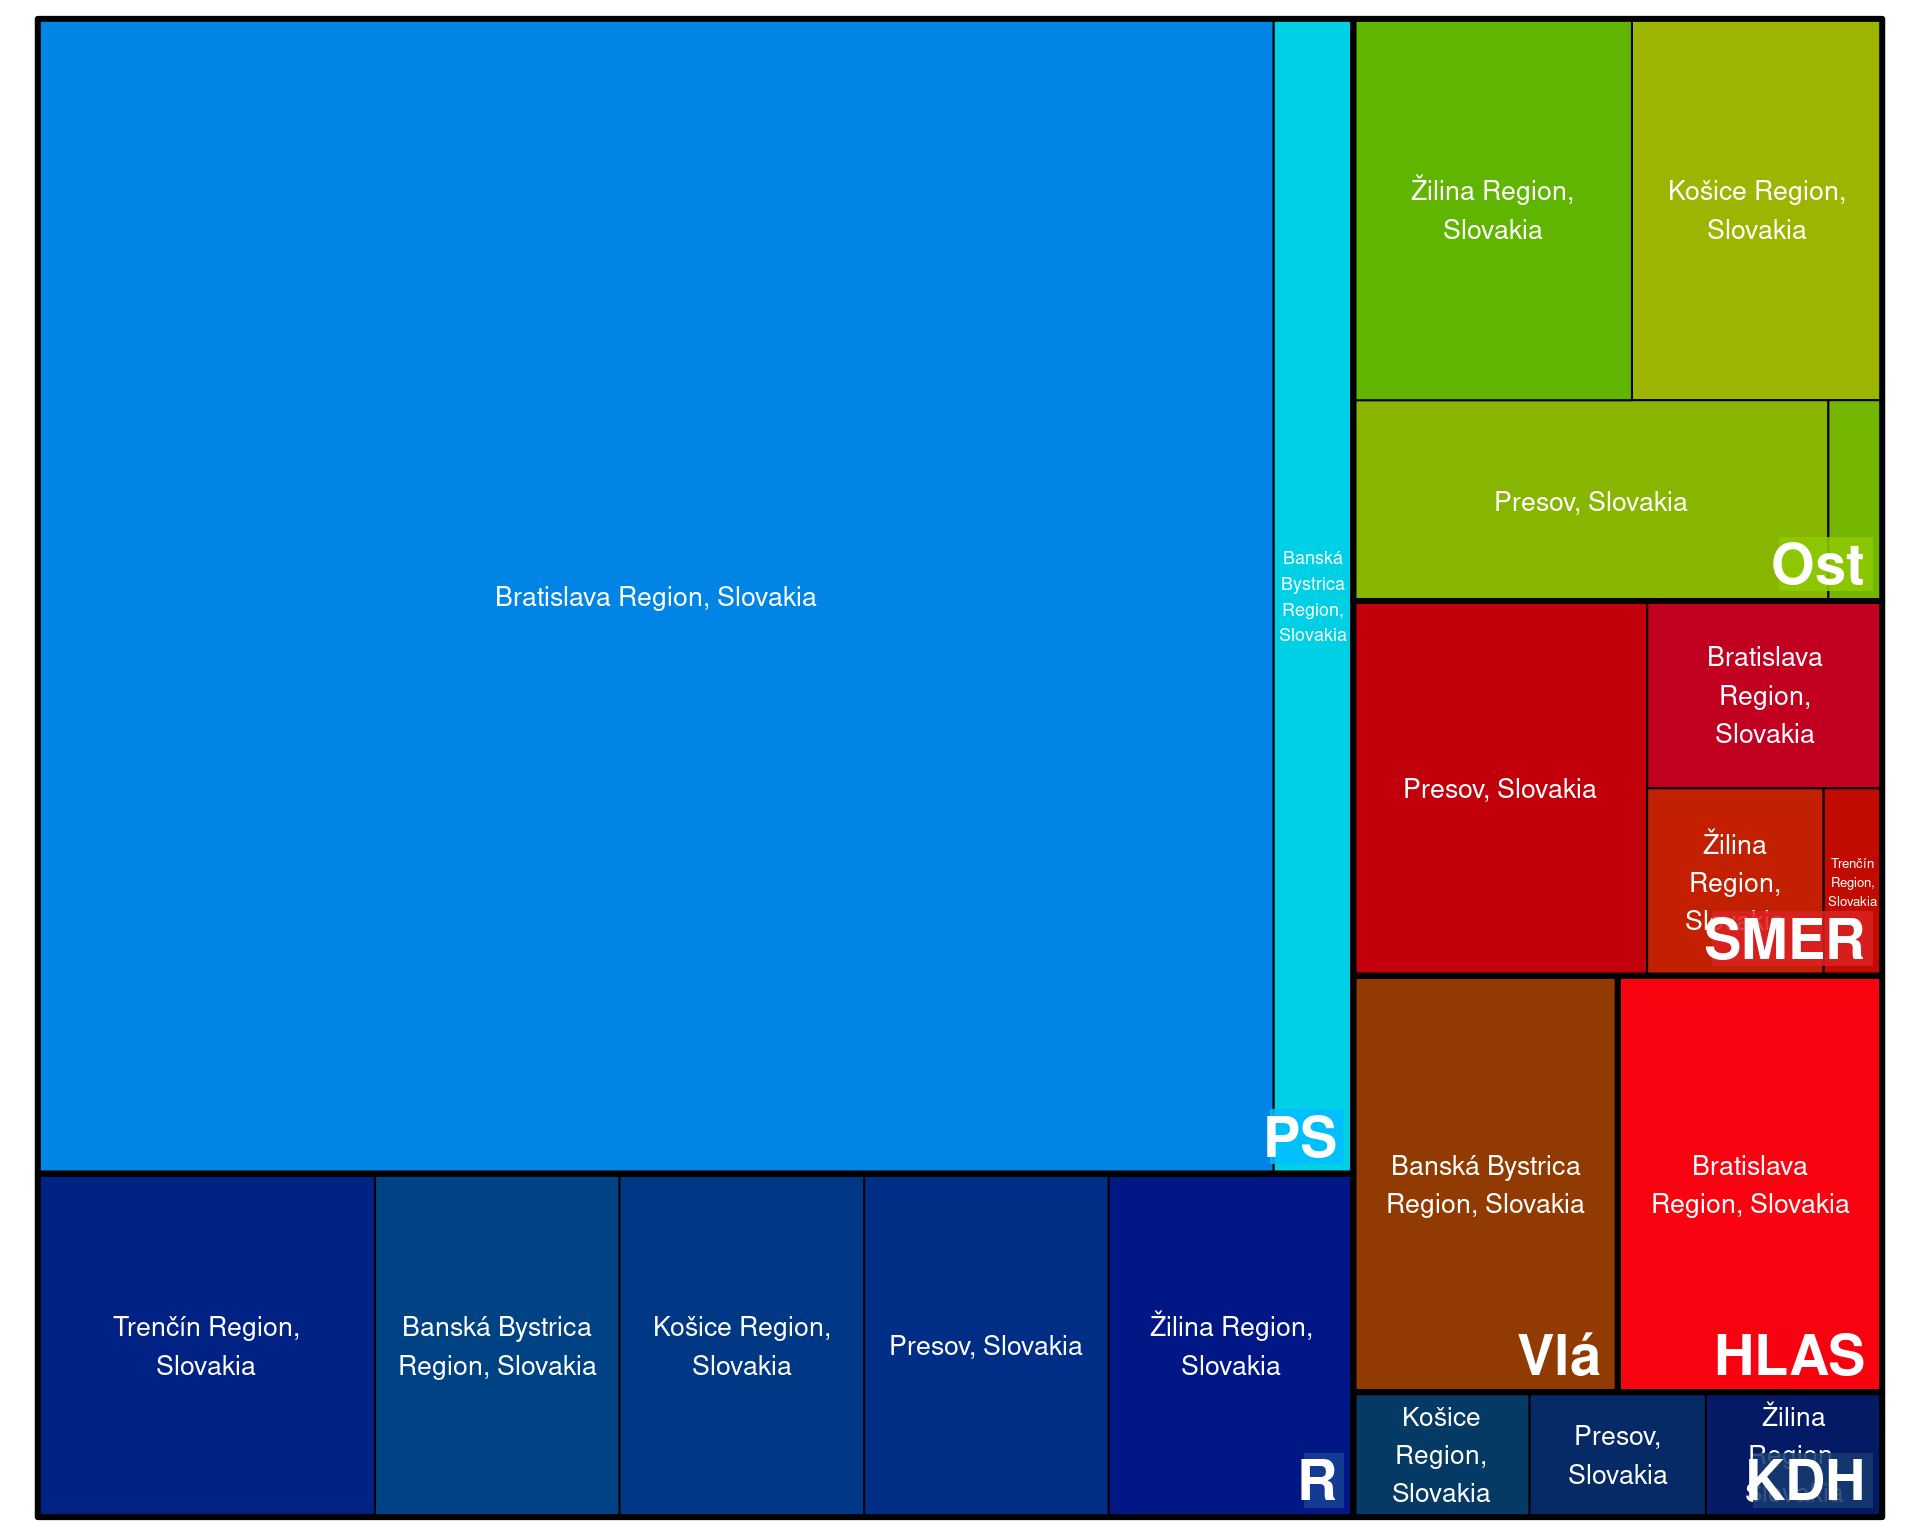 Bratislava Region, Slovakia
Banská
Bystrica
Region,
Slovakia
PS
Trenčín Region,
Slovakia
Banská Bystrica
Region, Slovakia
Košice Region,
Slovakia
Presov, Slovakia
Žilina Region,
Slovakia
R
Žilina Region,
Slovakia
Košice Region,
Slovakia
Presov, Slovakia
Ost
Presov, Slovakia
Bratislava
Region,
Slovakia
Žilina
Region,
Slovakia
Trenčín
Region,
Slovakia
SMER
Banská Bystrica
Region, Slovakia
Vlá
Bratislava
Region, Slovakia
HLAS
Košice
Region,
Slovakia
Presov,
Slovakia
Žilina
Region,
Slovakia
KDH